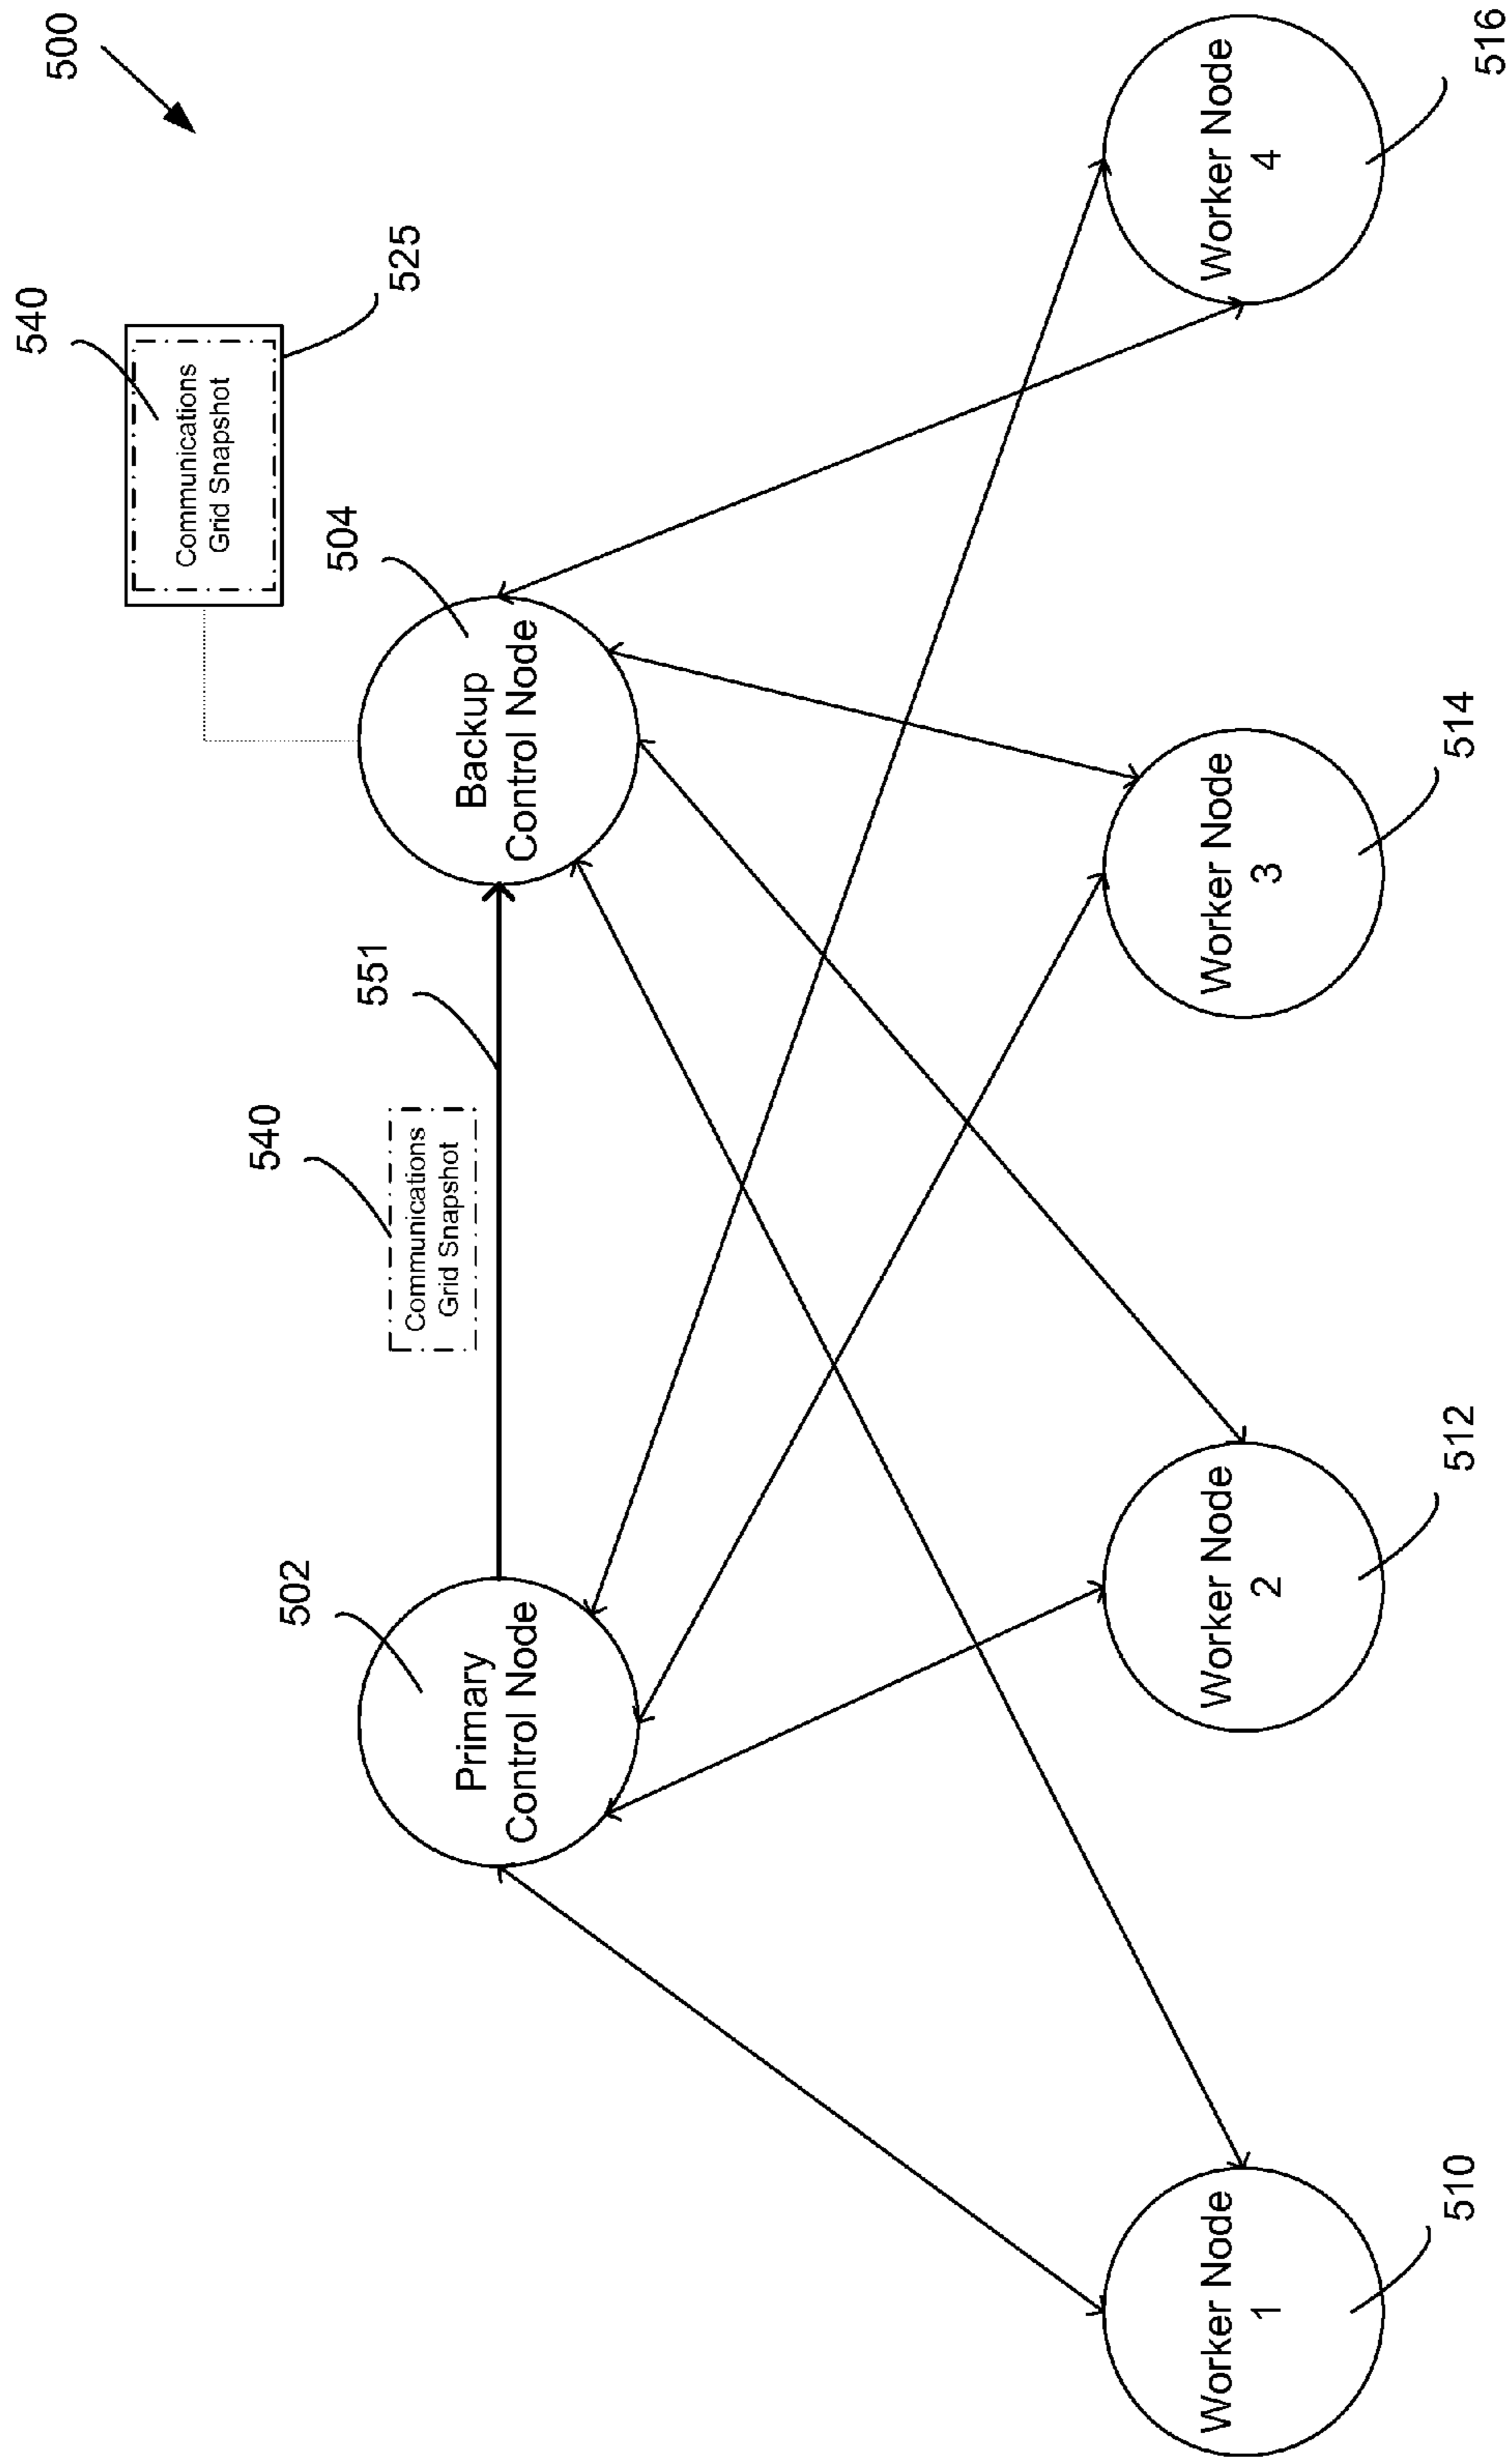 500
540
Communications
Grid Snapshot
525
504
Backup
Control Node
551
540
Communications
Grid Snapshot
502
Primary
Control Node
Worker Node
1
510
Worker Node
2
512
Worker Node
3
514
Worker Node
4
516